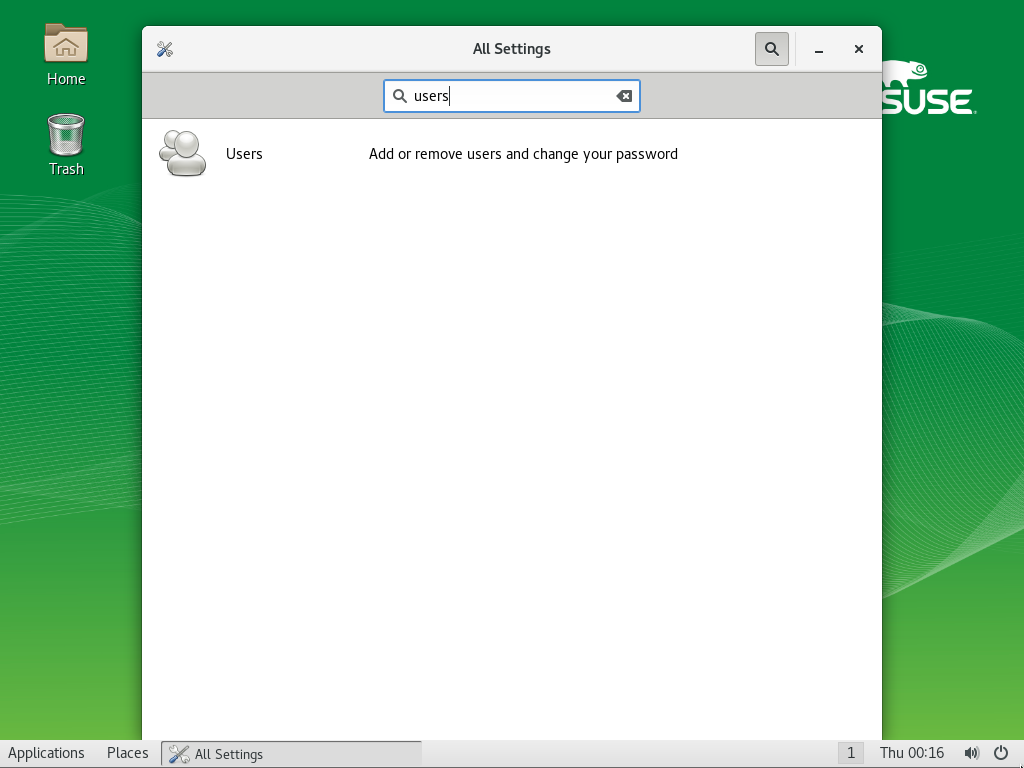 Home
Trash
All Settings
SUSE
users
Users
Add or remove users and change your password
Applications
Places
All Settings
1
Thu 00:16